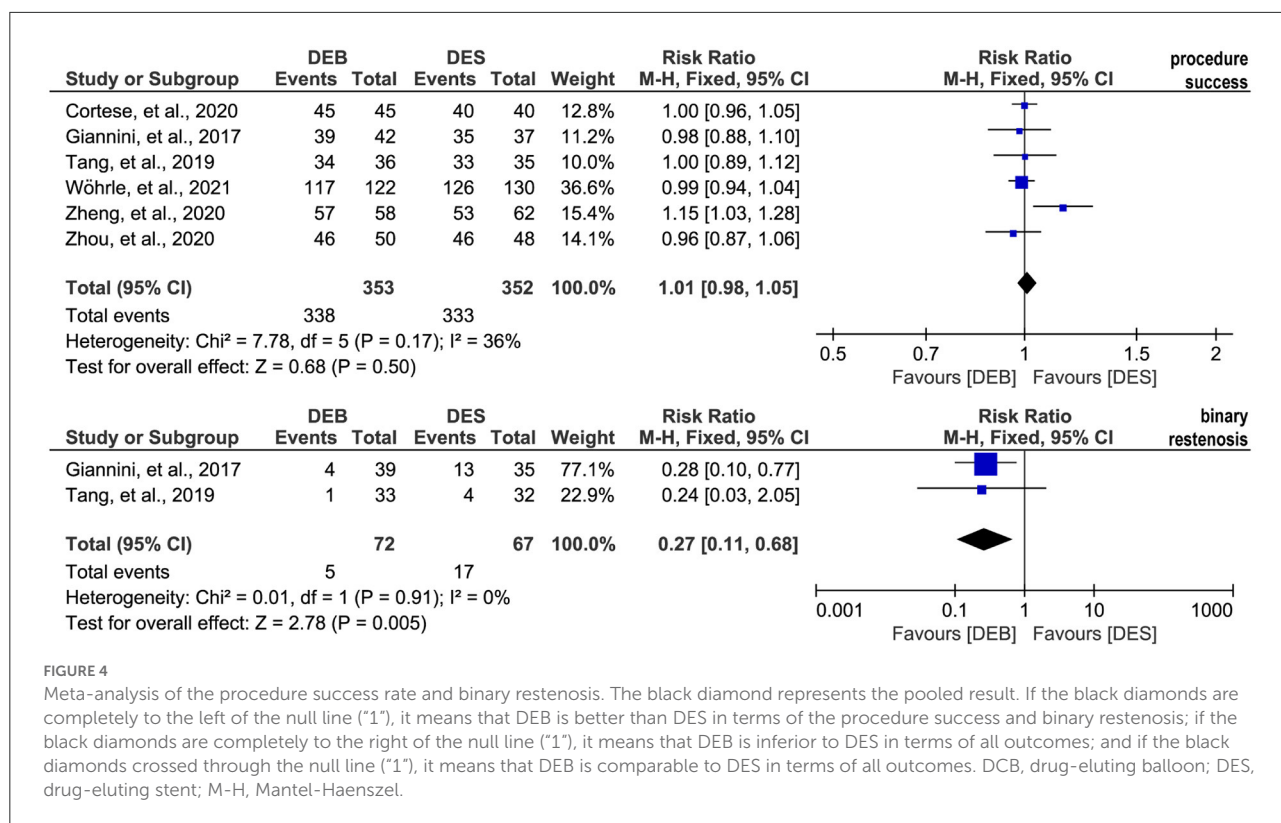 DEB DES Risk Ratio Risk Ratio procedure
Study or Subgroup Events Total Events Total Weight M-H, Fixed, 95% CI M-H, Fixed, 95% CI success
Cortese, et al., 2020 45 45 40 40 12.8% 1.00 [0.96, 1.05]
Giannini, et al., 2017 39 42 35 37 11.2% 0.98 [0.88, 1.10]
Tang, et al., 2019 34 36 33 35 10.0% 1.00 [0.89, 1.12]
Wöhrle, et al., 2021 117 122 126 130 36.6% 0.99 [0.94, 1.04]
Zheng, et al., 2020 57 58 53 62 15.4% 1.15 [1.03, 1.28]
Zhou, et al., 2020 46 50 46 48 14.1% 0.96 [0.87, 1.06]
Total (95% CI) 353 352 100.0% 1.01 [0.98, 1.05]
Total events 338 333
Heterogeneity: Chi² = 7.78, df = 5 (P = 0.17); I² = 36%
Test for overall effect: Z = 0.68 (P = 0.50)
0.5 0.7 1 1.5 2
Favours [DEB] Favours [DES]
DEB DES Risk Ratio Risk Ratio binary
Study or Subgroup Events Total Events Total Weight M-H, Fixed, 95% CI M-H, Fixed, 95% CI restenosis
Giannini, et al., 2017 4 39 13 35 77.1% 0.28 [0.10, 0.77]
Tang, et al., 2019 1 33 4 32 22.9% 0.24 [0.03, 2.05]
Total (95% CI) 72 67 100.0% 0.27 [0.11, 0.68]
Total events 5 17
Heterogeneity: Chi² = 0.01, df = 1 (P = 0.91); I² = 0%
Test for overall effect: Z = 2.78 (P = 0.005)
0.001 0.1 1 10 1000
Favours [DEB] Favours [DES]
FIGURE 4
Meta-analysis of the procedure success rate and binary restenosis. The black diamond represents the pooled result. If the black diamonds are
completely to the left of the null line ("1"), it means that DEB is better than DES in terms of the procedure success and binary restenosis; if the
black diamonds are completely to the right of the null line ("1"), it means that DEB is inferior to DES in terms of all outcomes; and if the black
diamonds crossed through the null line ("1"), it means that DEB is comparable to DES in terms of all outcomes. DCB, drug-eluting balloon; DES,
drug-eluting stent; M-H, Mantel-Haenszel.